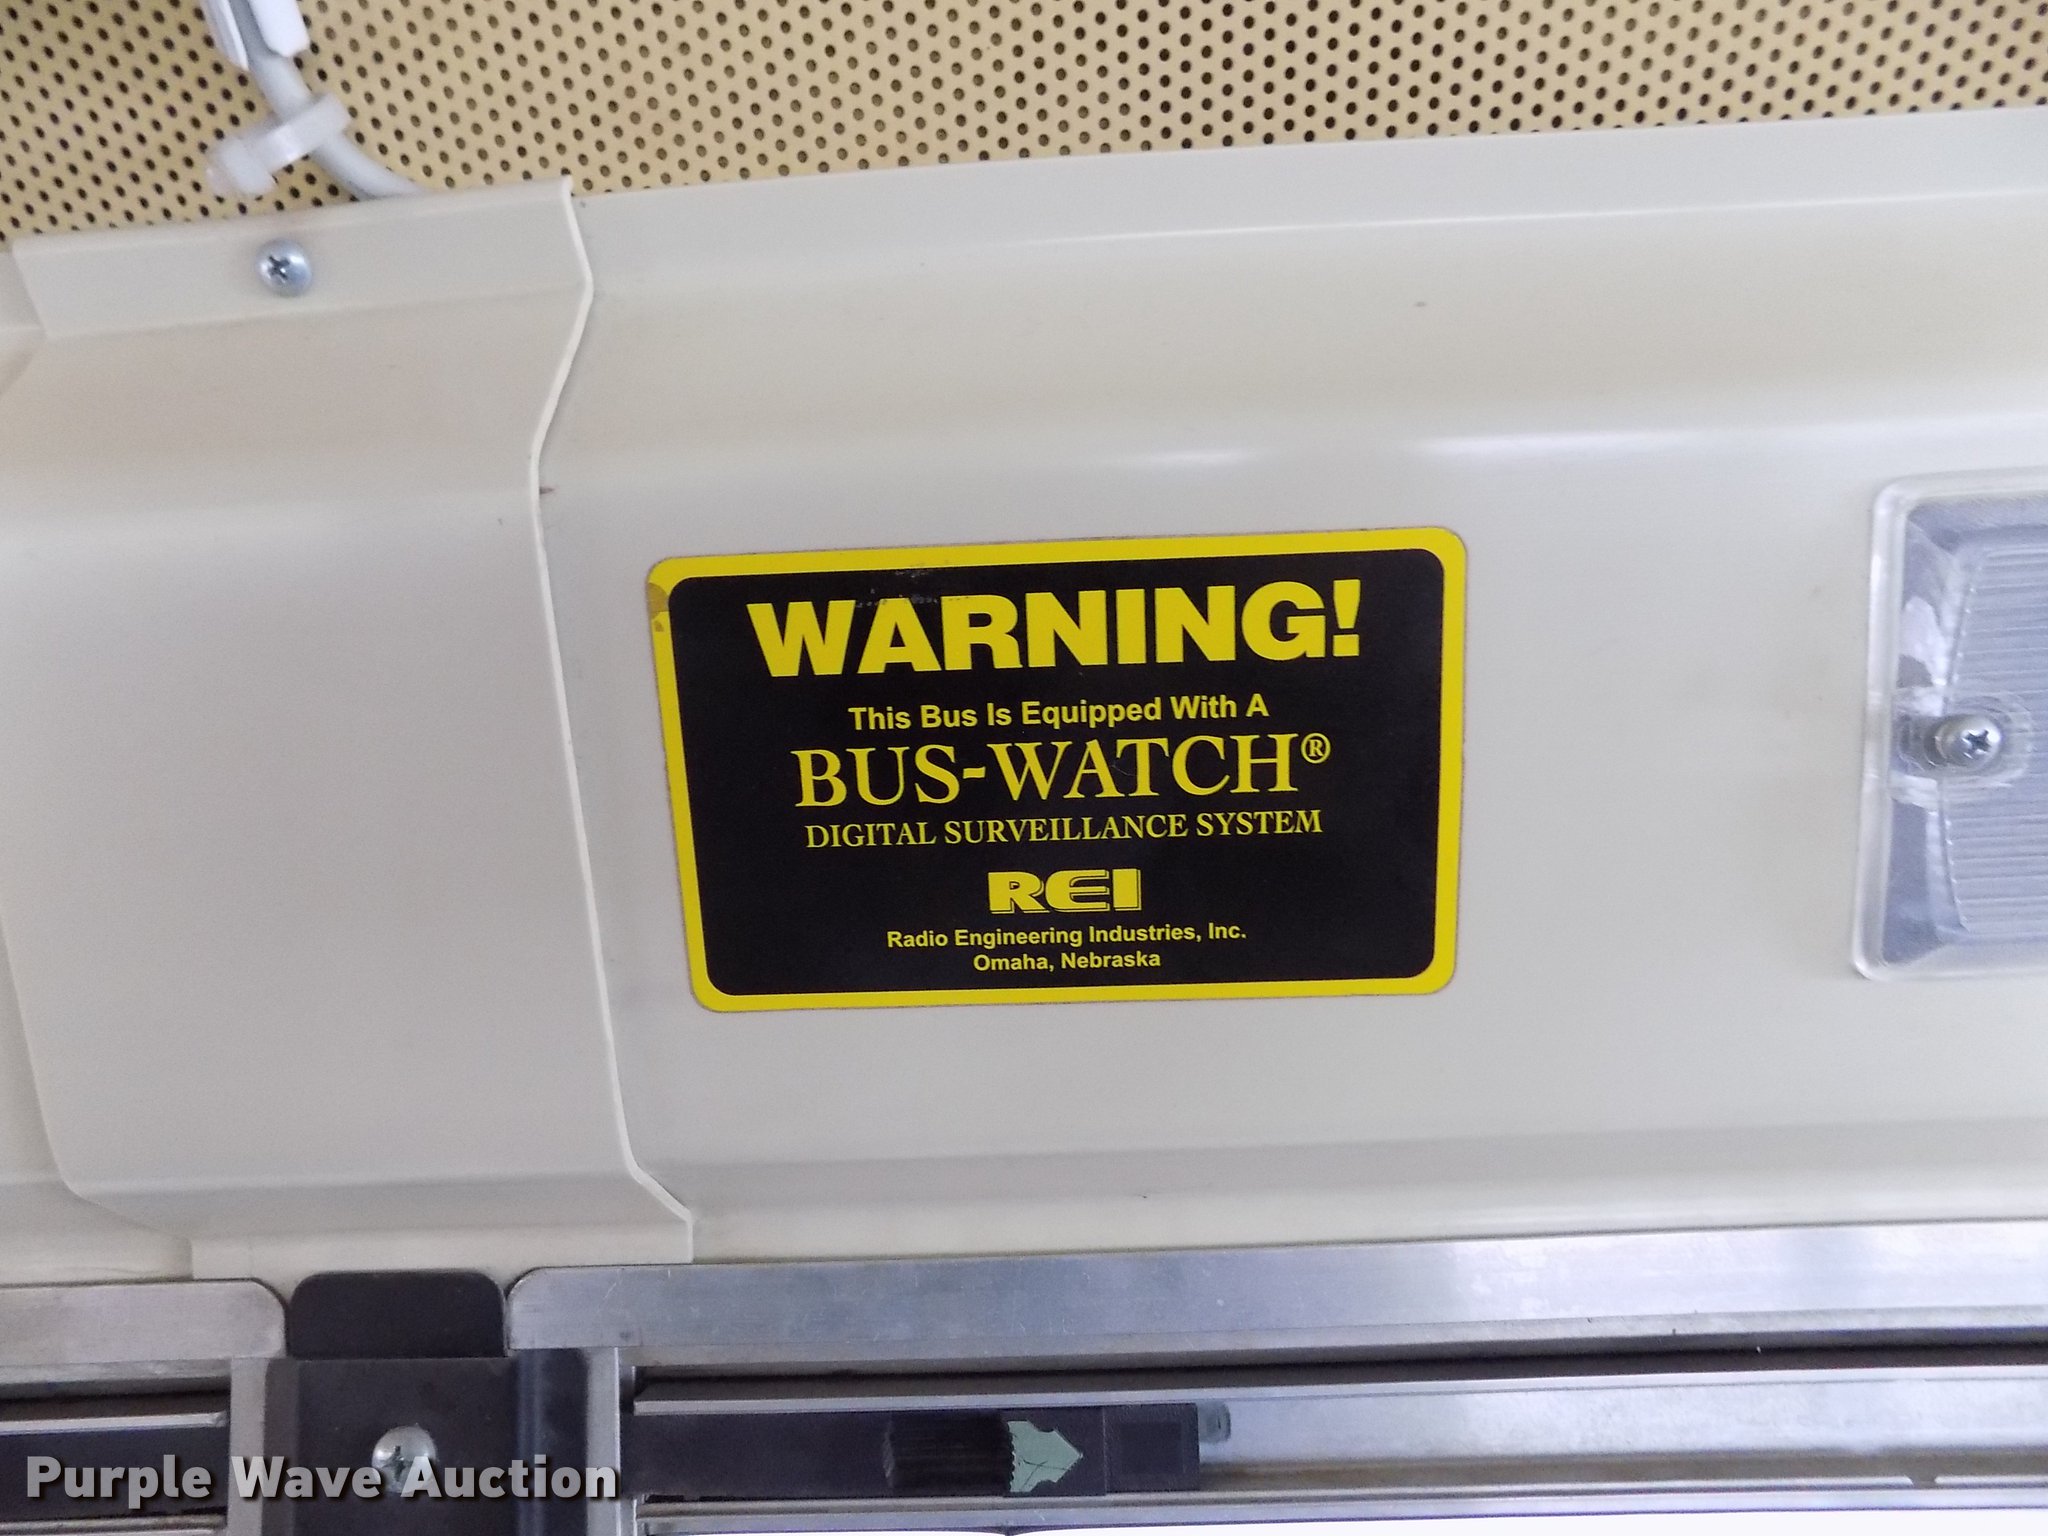 WARNING!
This Bus Is Equipped With A
BUS-WATCH®
DIGITAL SURVEILLANCE SYSTEM
REI
Radio Engineering Industries, Inc.
Omaha, Nebraska
Purple Wave Auction